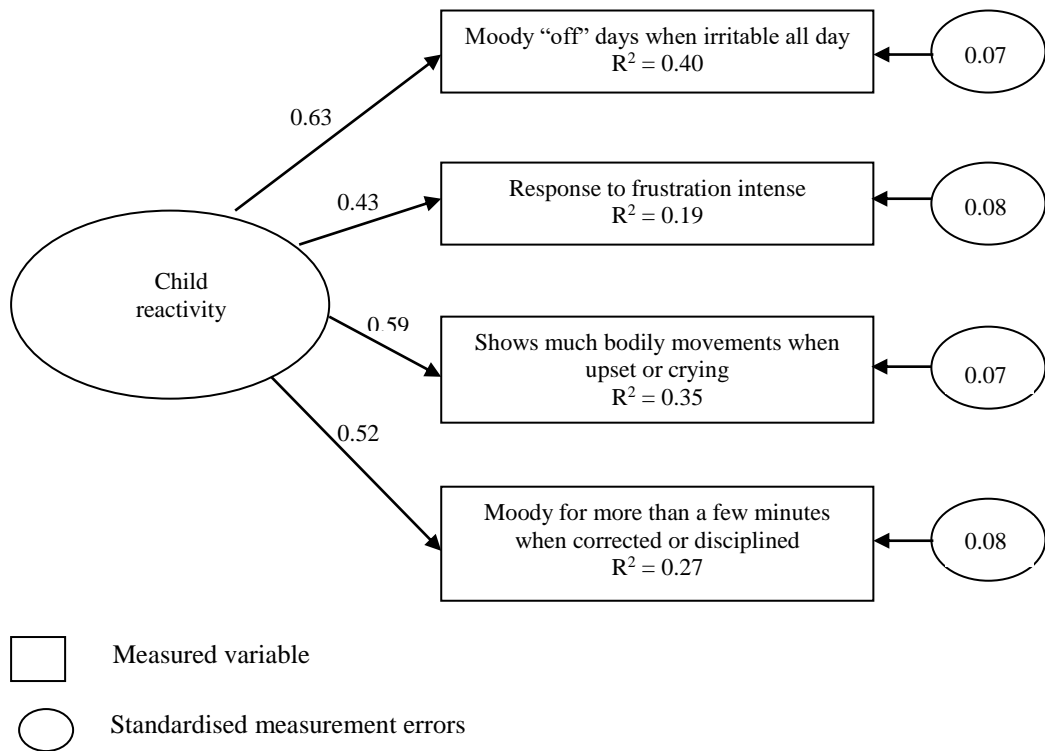 Moody “off” days when irritable all day
R² = 0.40
0.07
0.63
Response to frustration intense
R² = 0.19
0.08
0.43
Child
reactivity
0.59
Shows much bodily movements when
upset or crying
R² = 0.35
0.07
0.52
Moody for more than a few minutes
when corrected or disciplined
R² = 0.27
0.08
Measured variable
Standardised measurement errors